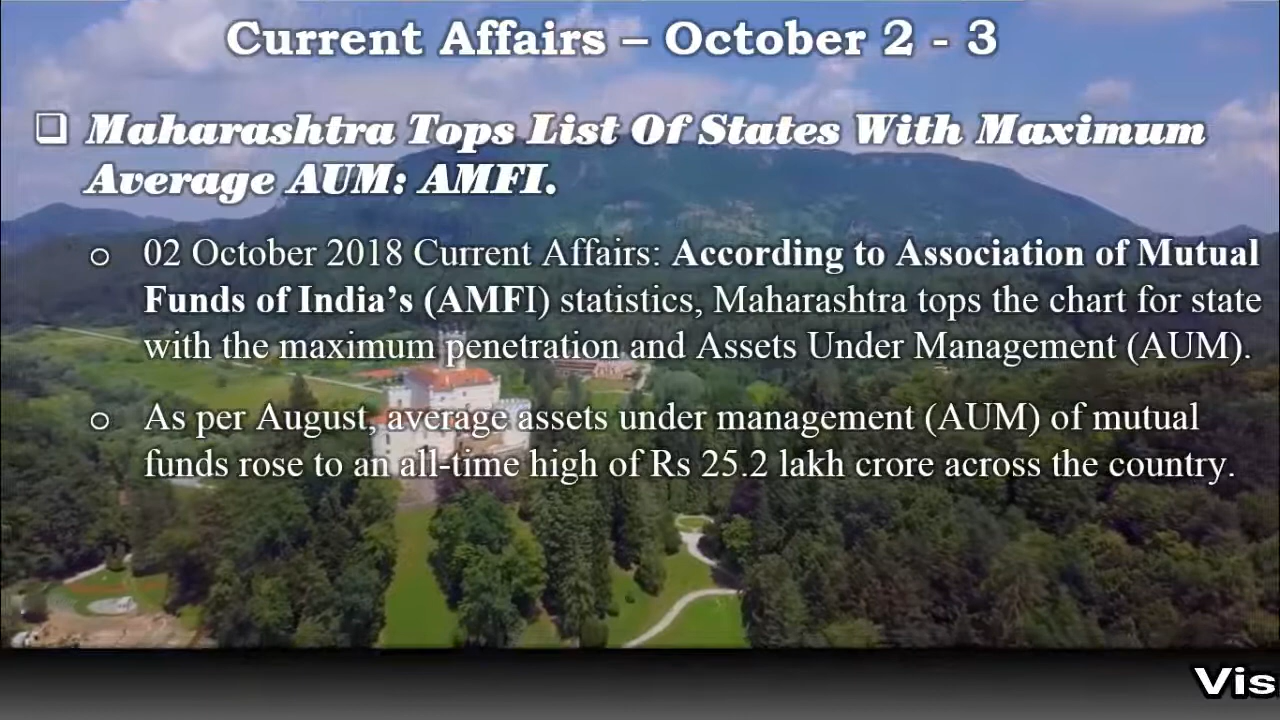 Current Affairs – October 2 - 3
❑ Maharashtra Tops List Of States With Maximum
Average AUM: AMFI.
o 02 October 2018 Current Affairs: According to Association of Mutual
Funds of India’s (AMFI) statistics, Maharashtra tops the chart for state
with the maximum penetration and Assets Under Management (AUM).
o As per August, average assets under management (AUM) of mutual
funds rose to an all-time high of Rs 25.2 lakh crore across the country.
Vis